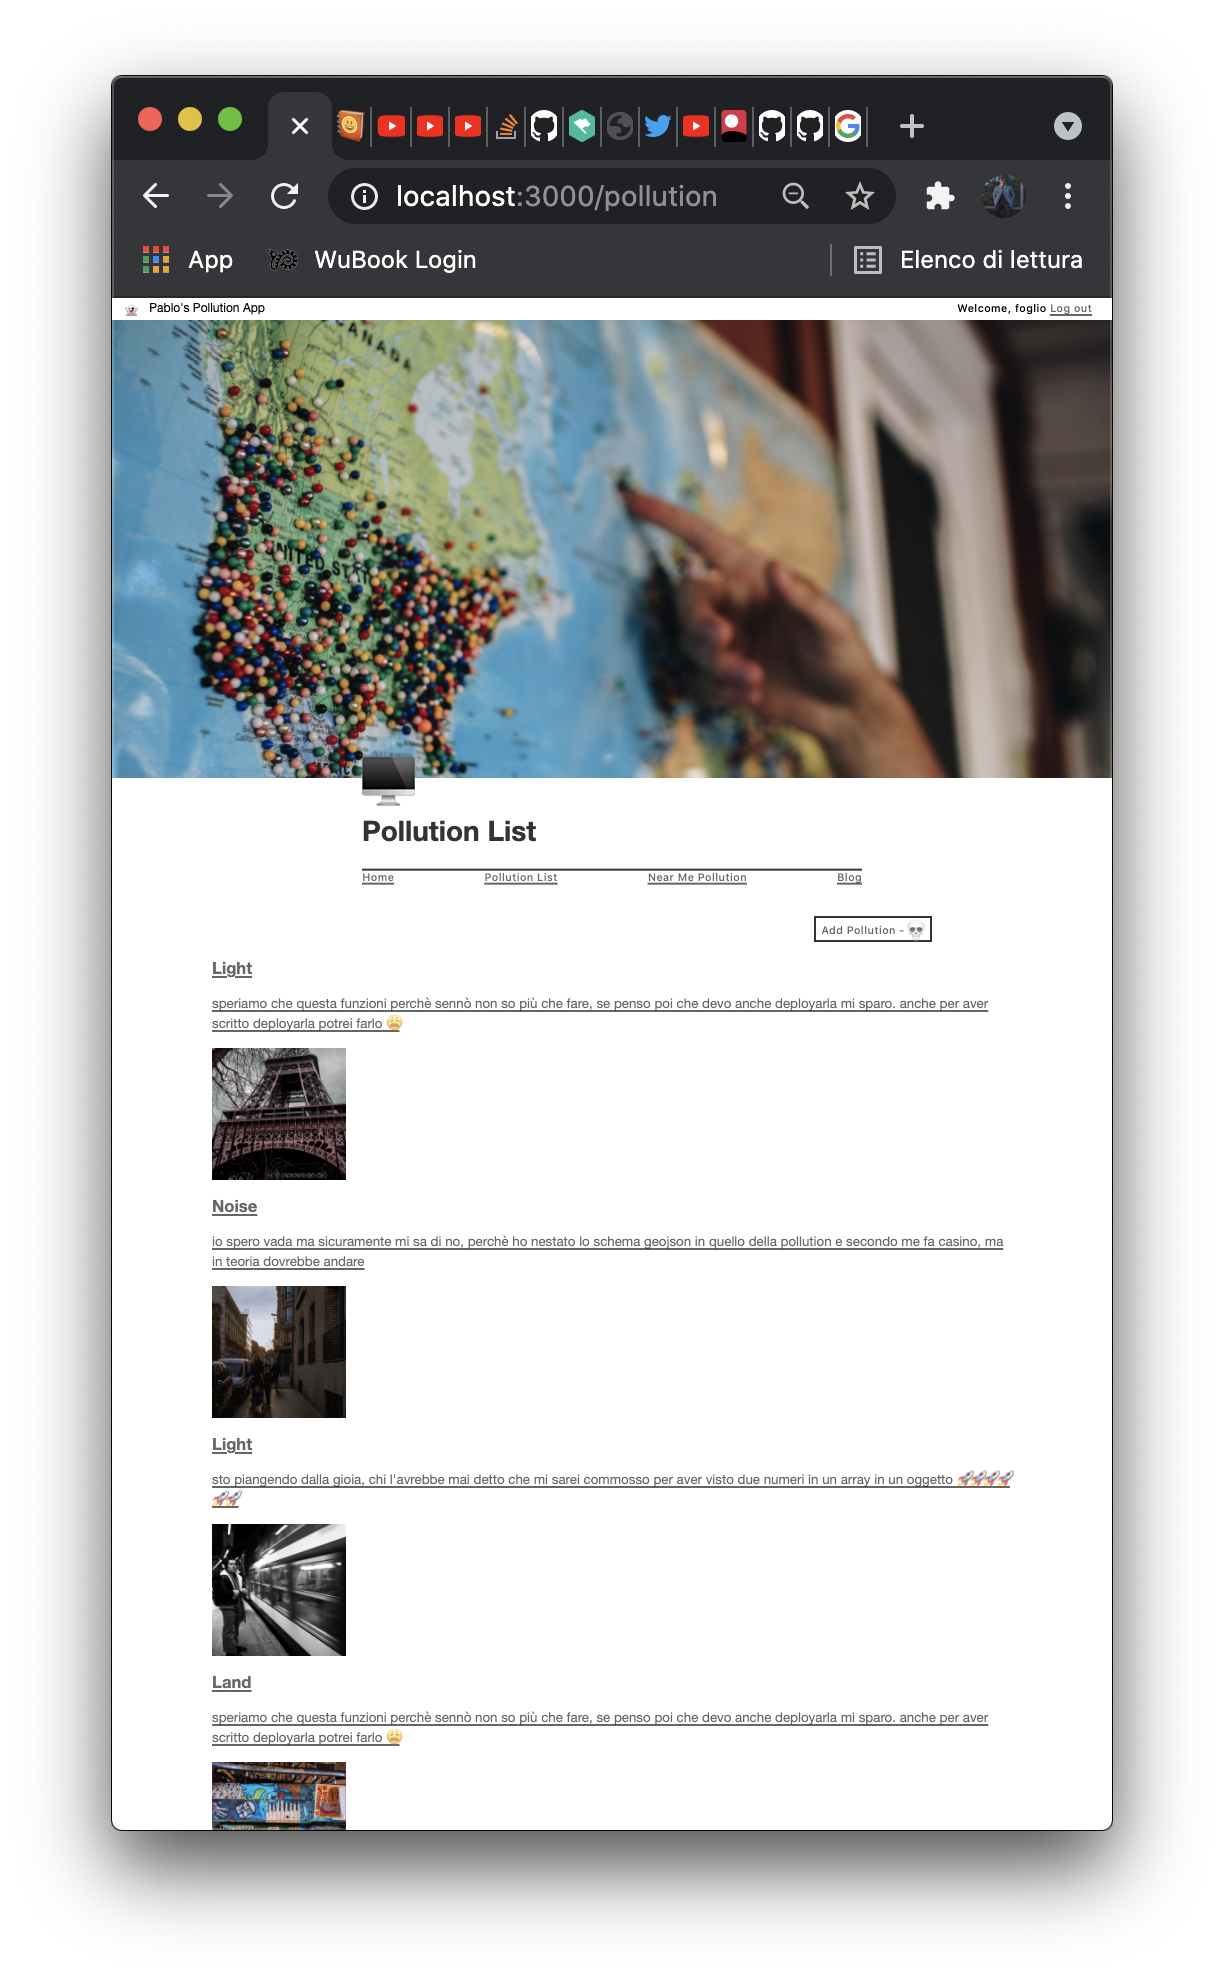 localhost:3000/pollution
App
WuBook Login
Elenco di lettura
Pablo's Pollution App
Welcome, foglio Log out
CANADA
UNITED STAT
Pollution List
Home
Pollution List
Near Me Pollution
Blog
Add Pollution - 💀
Light
speriamo che questa funzioni perchè sennò non so più che fare, se penso poi che devo anche deployarla mi sparo. anche per aver
scritto deployarla potrei farlo 😩
Noise
io spero vada ma sicuramente mi sa di no, perchè ho nestato lo schema geojson in quello della pollution e secondo me fa casino, ma
in teoria dovrebbe andare
Light
sto piangendo dalla gioia, chi l'avrebbe mai detto che mi sarei commosso per aver visto due numeri in un array in un oggetto 🚀🚀🚀🚀
🚀🚀
Land
speriamo che questa funzioni perchè sennò non so più che fare, se penso poi che devo anche deployarla mi sparo. anche per aver
scritto deployarla potrei farlo 😩